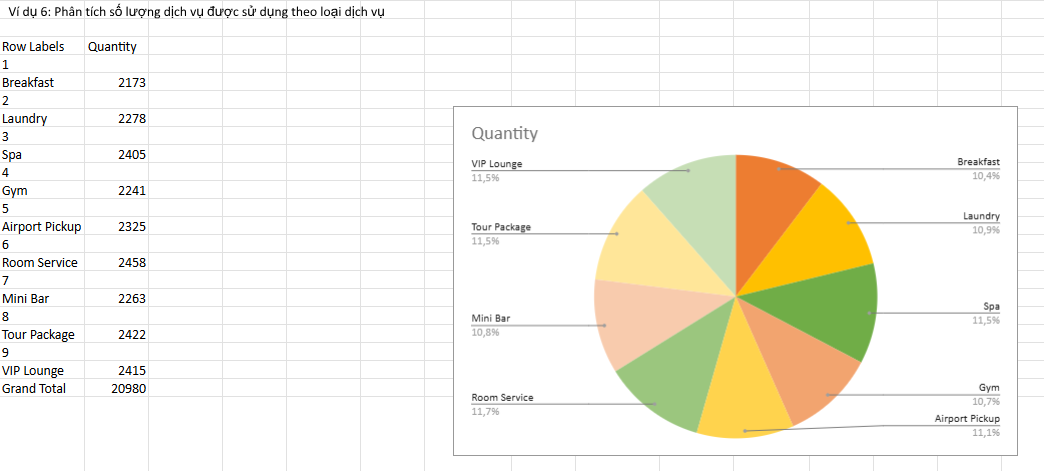 Ví dụ 6: Phân tích số lượng dịch vụ được sử dụng theo loại dịch vụ
Row Labels Quantity
1
Breakfast 2173
2
Laundry 2278
3
Spa 2405
4
Gym 2241
5
Airport Pickup 2325
6
Room Service 2458
7
Mini Bar 2263
8
Tour Package 2422
9
VIP Lounge 2415
Grand Total 20980
Quantity
VIP Lounge
11,5%
Tour Package
11,5%
Mini Bar
10,8%
Room Service
11,7%
Breakfast
10,4%
Laundry
10,9%
Spa
11,5%
Gym
10,7%
Airport Pickup
11,1%